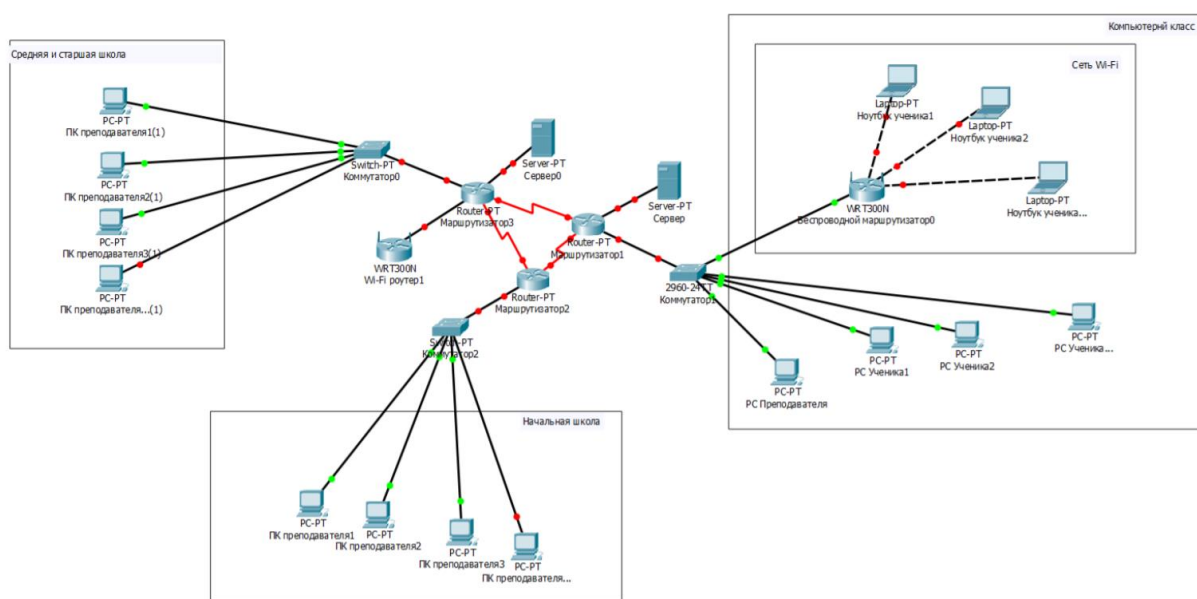 Компьютернй класс
Средняя и старшая школа
Сеть Wi-Fi
PC-PT
ПК преподавателя1(1)
PC-PT
ПК преподавателя2(1)
PC-PT
ПК преподавателя3(1)
PC-PT
ПК преподавателя...(1)
Switch-PT
Коммутатор0
Server-PT
Сервер0
Router-PT
Маршрутизатор3
WRT300N
Wi-Fi роутер1
Server-PT
Сервер
Router-PT
Маршрутизатор1
Router-PT
Маршрутизатор2
Switch-PT
Коммутатор2
2960-24TT
Коммутатор1
Laptop-PT
Ноутбук ученика1
Laptop-PT
Ноутбук ученика2
Laptop-PT
Ноутбук ученика...
WRT300N
Беспроводной маршрутизатор0
PC-PT
PC Ученика...
PC-PT
PC Ученика2
PC-PT
PC Ученика1
PC-PT
PC Преподавателя
Начальная школа
PC-PT
ПК преподавателя1
PC-PT
ПК преподавателя2
PC-PT
ПК преподавателя3
PC-PT
ПК преподавателя...